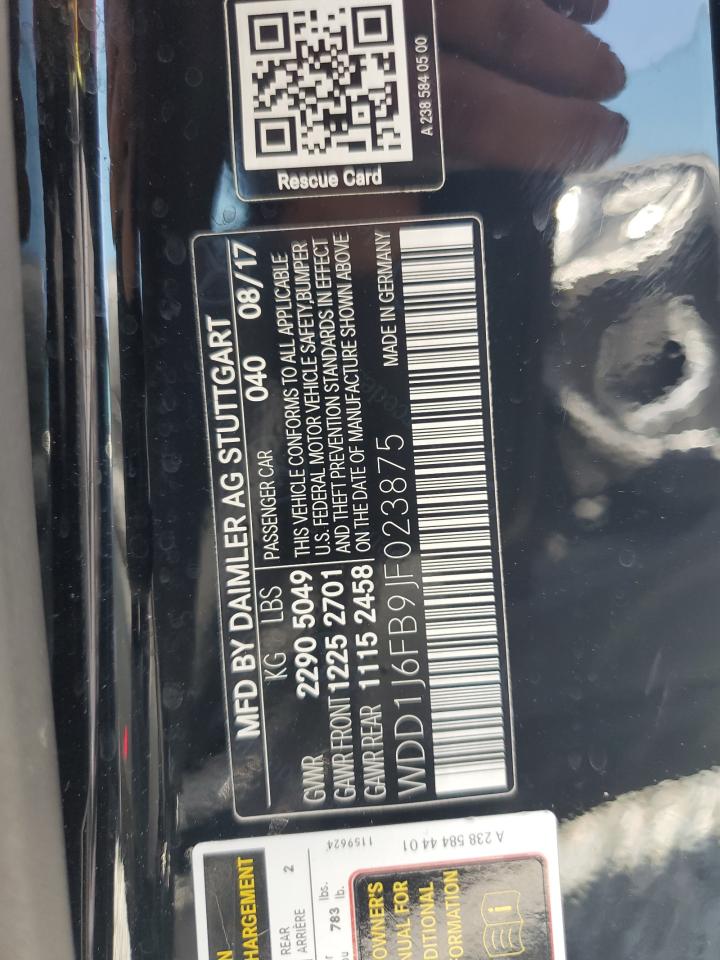 A 238 584 05 00
Rescue Card
MFD BY DAIMLER AG STUTTGART
KG LBS
PASSENGER CAR 040 08/17
GVWR 2290 5049
GAWR FRONT 1225 2701
GAWR REAR 1115 2458
THIS VEHICLE CONFORMS TO ALL APPLICABLE
U.S. FEDERAL MOTOR VEHICLE SAFETY,BUMPER
AND THEFT PREVENTION STANDARDS IN EFFECT
ON THE DATE OF MANUFACTURE SHOWN ABOVE
WDD1J6FB9JF023875
MADE IN GERMANY
HARGEMENT
REAR
ARRIÈRE 2
lbs.
783 lb.
OWNER'S
NUAL FOR
DITIONAL
FORMATION
1159624
A 238 584 44 01